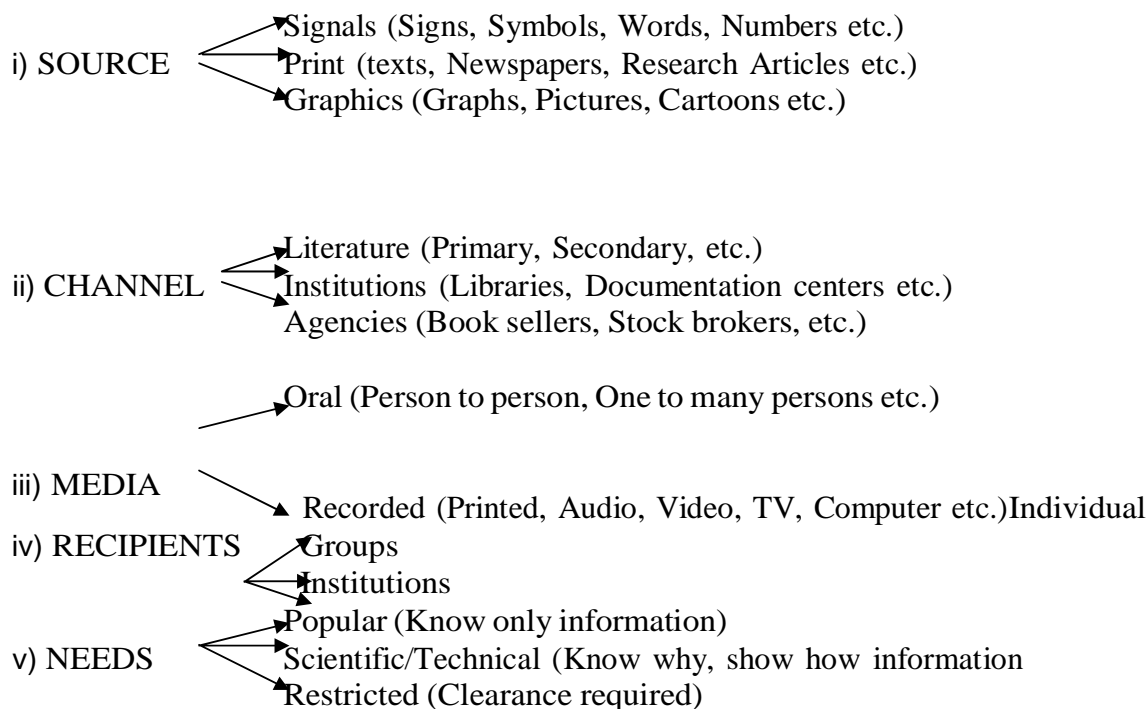 Signals (Signs, Symbols, Words, Numbers etc.)
i) SOURCE
Print (texts, Newspapers, Research Articles etc.)
Graphics (Graphs, Pictures, Cartoons etc.)
Literature (Primary, Secondary, etc.)
ii) CHANNEL
Institutions (Libraries, Documentation centers etc.)
Agencies (Book sellers, Stock brokers, etc.)
Oral (Person to person, One to many persons etc.)
iii) MEDIA
Recorded (Printed, Audio, Video, TV, Computer etc.)Individual
iv) RECIPIENTS
Groups
Institutions
Popular (Know only information)
v) NEEDS
Scientific/Technical (Know why, show how information
Restricted (Clearance required)